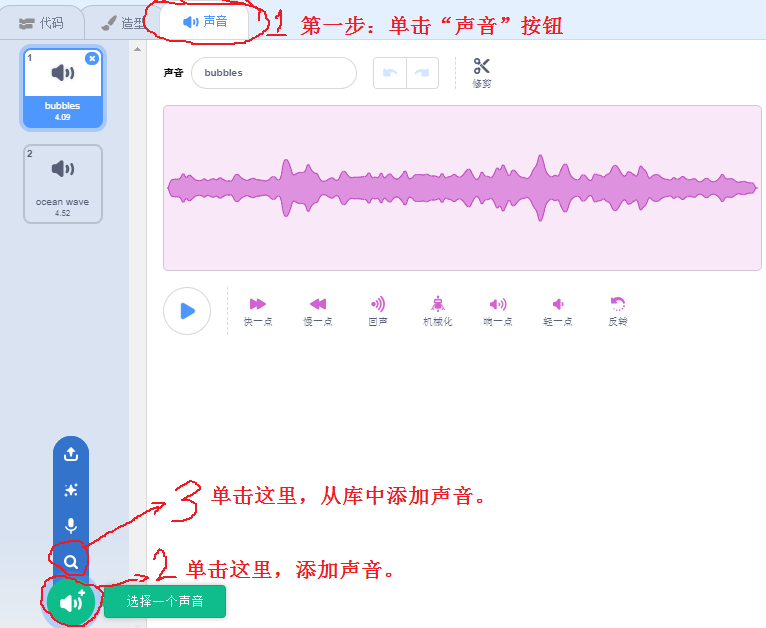 代码
造型
声音
1 第一步：单击“声音”按钮
1
bubbles
4.09
2
ocean wave
4.52
声音 bubbles
修剪
快一点 慢一点 回声 机械化 响一点 轻一点 反转
3 单击这里，从库中添加声音。
2 单击这里，添加声音。
选择一个声音